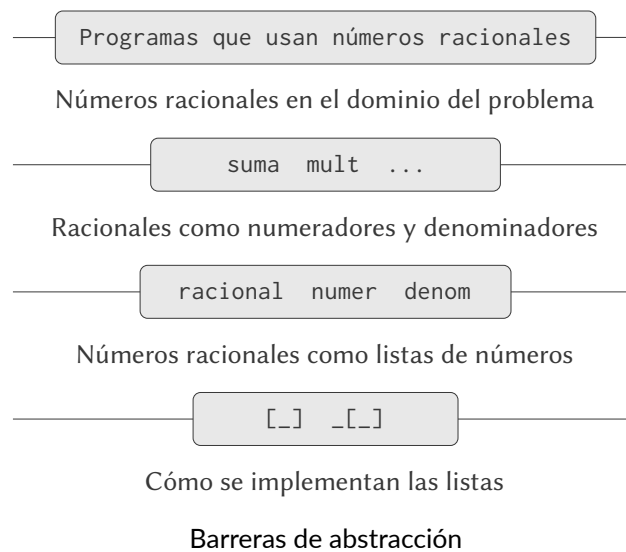 Programas que usan números racionales
Números racionales en el dominio del problema
suma mult ...
Racionales como numeradores y denominadores
racional numer denom
Números racionales como listas de números
[_] _[_]
Cómo se implementan las listas
Barreras de abstracción